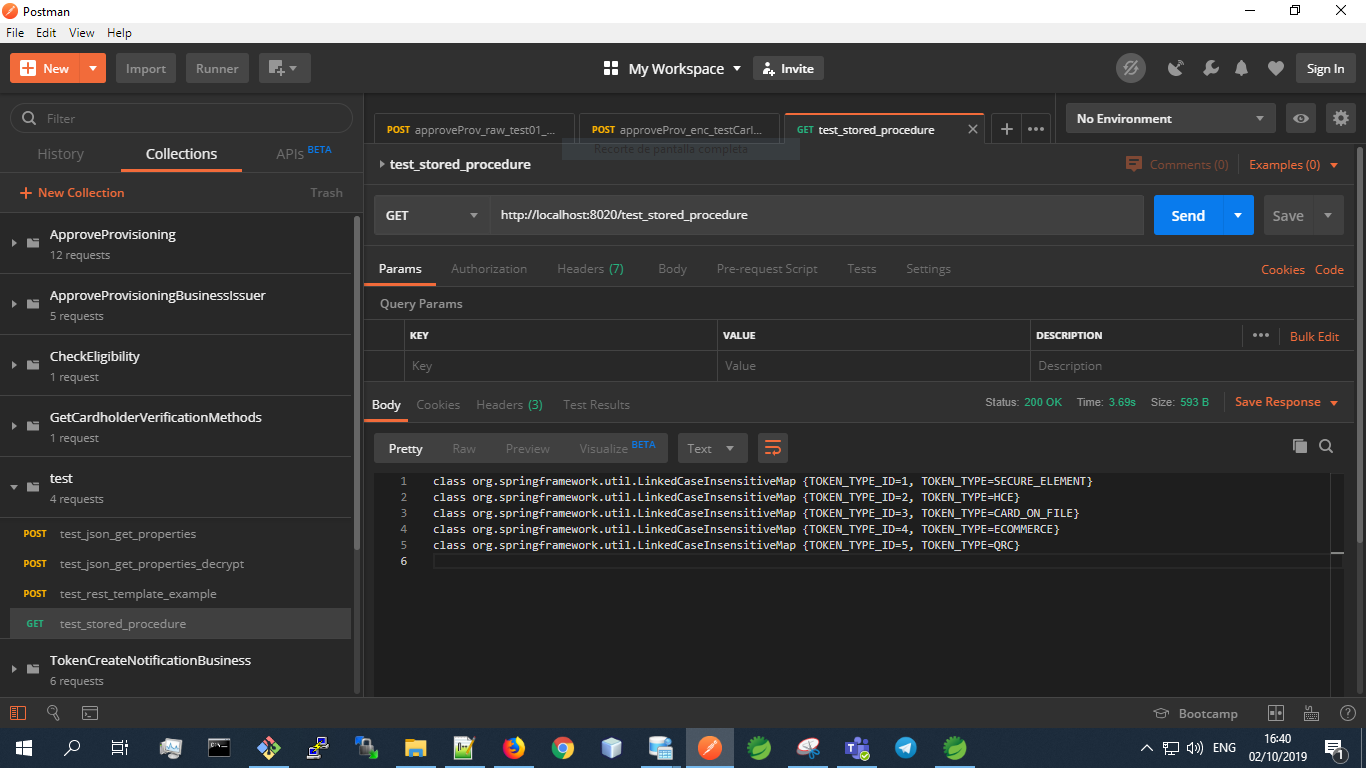 Postman
File Edit View Help
New Import Runner My Workspace Invite Sign In
Filter
History Collections APIs BETA
New Collection Trash
ApproveProvisioning
12 requests
ApproveProvisioningBusinessIssuer
5 requests
CheckEligibility
1 request
GetCardholderVerificationMethods
1 request
test
4 requests
POST test_json_get_properties
POST test_json_get_properties_decrypt
POST test_rest_template_example
GET test_stored_procedure
TokenCreateNotificationBusiness
6 requests
POST approveProv_raw_test01_... POST approveProv_enc_testCarl... GET test_stored_procedure No Environment
Recorte de pantalla completa
test_stored_procedure Comments (0) Examples (0)
GET http://localhost:8020/test_stored_procedure Send Save
Params Authorization Headers (7) Body Pre-request Script Tests Settings Cookies Code
Query Params
KEY VALUE DESCRIPTION Bulk Edit
Key Value Description
Body Cookies Headers (3) Test Results Status: 200 OK Time: 3.69s Size: 593 B Save Response
Pretty Raw Preview Visualize BETA Text
1 class org.springframework.util.LinkedCaseInsensitiveMap {TOKEN_TYPE_ID=1, TOKEN_TYPE=SECURE_ELEMENT}
2 class org.springframework.util.LinkedCaseInsensitiveMap {TOKEN_TYPE_ID=2, TOKEN_TYPE=HCE}
3 class org.springframework.util.LinkedCaseInsensitiveMap {TOKEN_TYPE_ID=3, TOKEN_TYPE=CARD_ON_FILE}
4 class org.springframework.util.LinkedCaseInsensitiveMap {TOKEN_TYPE_ID=4, TOKEN_TYPE=ECOMMERCE}
5 class org.springframework.util.LinkedCaseInsensitiveMap {TOKEN_TYPE_ID=5, TOKEN_TYPE=QRC}
6
Bootcamp
ENG
16:40
02/10/2019
1